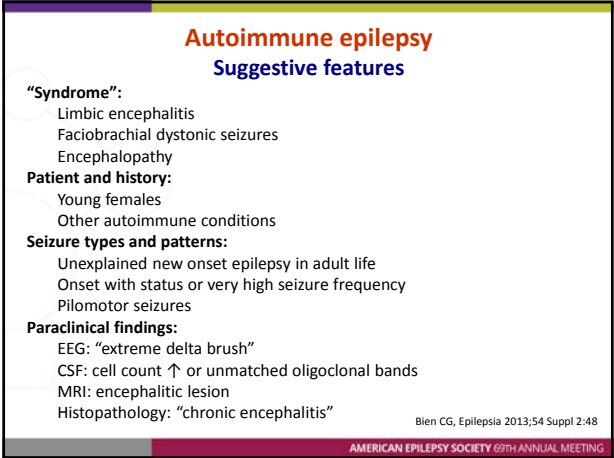 Autoimmune epilepsy
Suggestive features
“Syndrome”:
Limbic encephalitis
Faciobrachial dystonic seizures
Encephalopathy
Patient and history:
Young females
Other autoimmune conditions
Seizure types and patterns:
Unexplained new onset epilepsy in adult life
Onset with status or very high seizure frequency
Pilomotor seizures
Paraclinical findings:
EEG: “extreme delta brush”
CSF: cell count ↑ or unmatched oligoclonal bands
MRI: encephalitic lesion
Histopathology: “chronic encephalitis”
Bien CG, Epilepsia 2013;54 Suppl 2:48
AMERICAN EPILEPSY SOCIETY 69TH ANNUAL MEETING